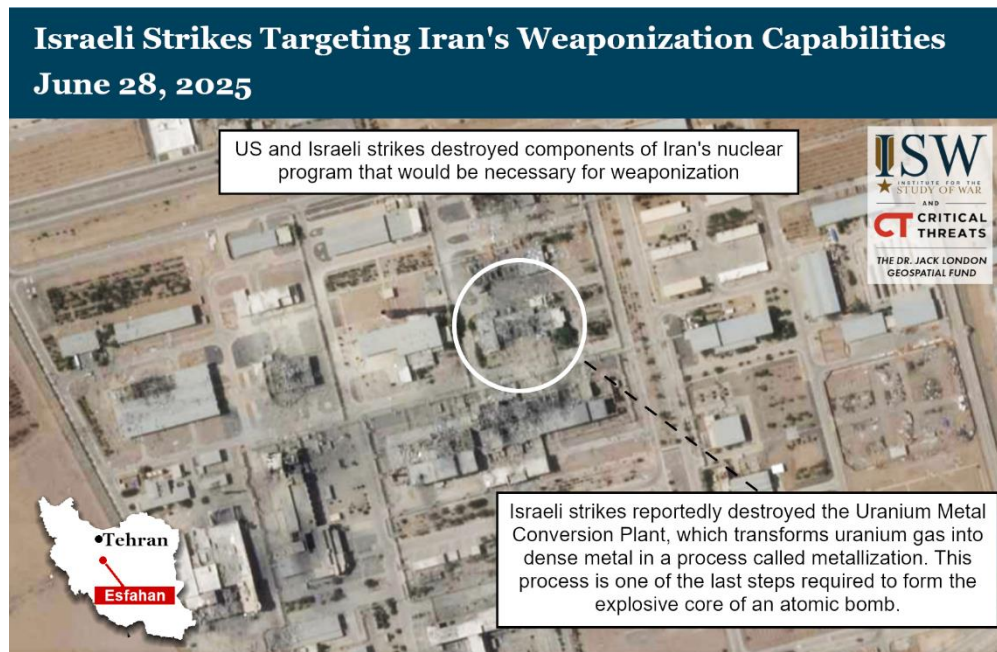 Israeli Strikes Targeting Iran's Weaponization Capabilities
June 28, 2025
US and Israeli strikes destroyed components of Iran's nuclear
program that would be necessary for weaponization
ISW
INSTITUTE FOR THE
STUDY OF WAR
AND
CT CRITICAL
THREATS
THE DR. JACK LONDON
GEOSPATIAL FUND
Israeli strikes reportedly destroyed the Uranium Metal
Conversion Plant, which transforms uranium gas into
dense metal in a process called metallization. This
process is one of the last steps required to form the
explosive core of an atomic bomb.
Tehran
Esfahan